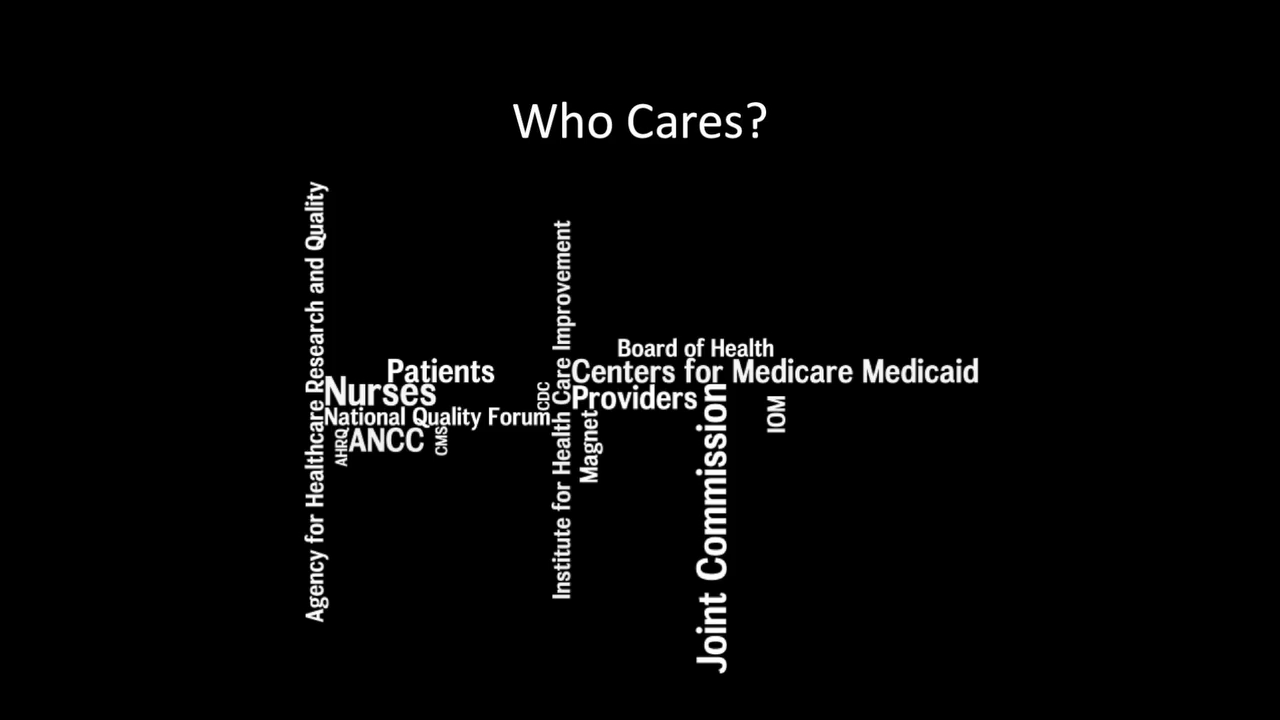 Who Cares?
Agency for Healthcare Research and Quality
Patients
Nurses
National Quality Forum
AHRQ
ANCC
CMS
CDC
Institute for Health Care Improvement
Magnet
Board of Health
Centers for Medicare Medicaid
Providers
Joint Commission
IOM